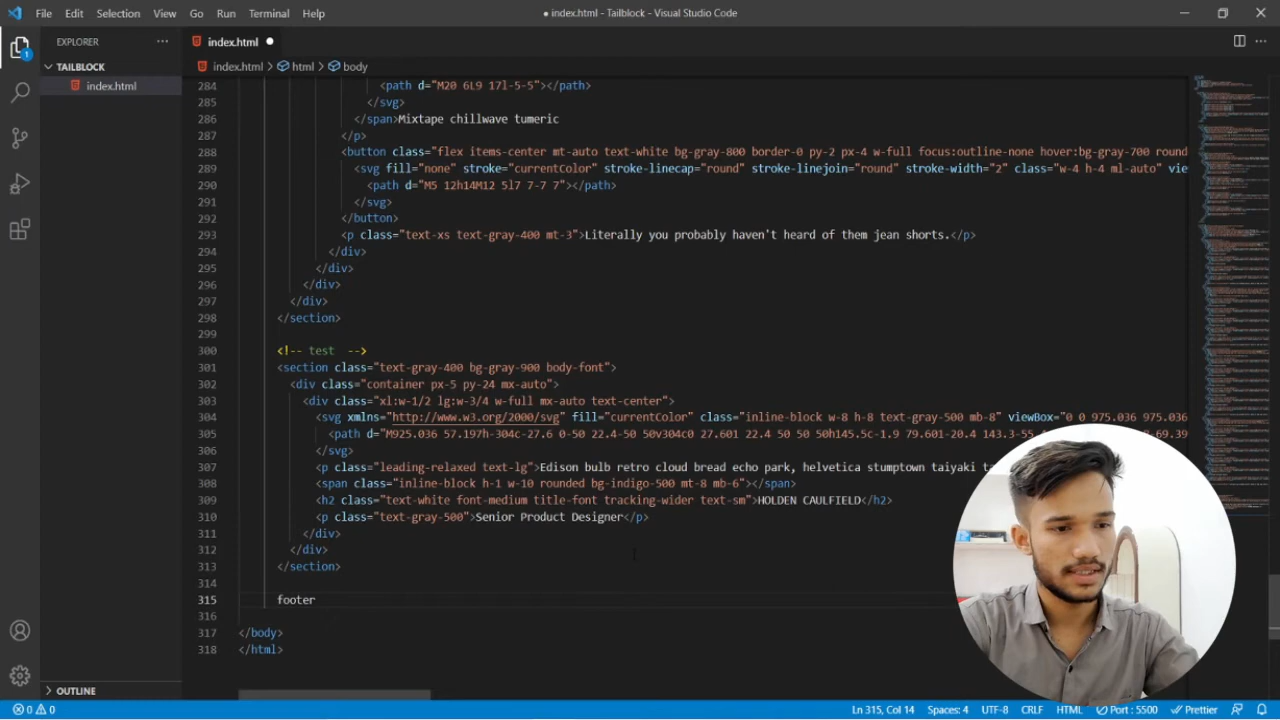 File Edit Selection View Go Run Terminal Help
● index.html - Tailblock - Visual Studio Code
EXPLORER
TAILBLOCK
index.html
OUTLINE
1
index.html ●
index.html > html > body
284 <path d="M20 6L9 17l-5-5"></path>
285 </svg>
286 </span>Mixtape chillwave tumeric
287 </p>
288 <button class="flex items-center mt-auto text-white bg-gray-800 border-0 py-2 px-4 w-full focus:outline-none hover:bg-gray-700 round
289 <svg fill="none" stroke="currentColor" stroke-linecap="round" stroke-linejoin="round" stroke-width="2" class="w-4 h-4 ml-auto" vie
290 <path d="M5 12h14M12 5l7 7-7 7"></path>
291 </svg>
292 </button>
293 <p class="text-xs text-gray-400 mt-3">Literally you probably haven't heard of them jean shorts.</p>
294 </div>
295 </div>
296 </div>
297 </div>
298 </section>
299
300 <!-- test -->
301 <section class="text-gray-400 bg-gray-900 body-font">
302 <div class="container px-5 py-24 mx-auto">
303 <div class="xl:w-1/2 lg:w-3/4 w-full mx-auto text-center">
304 <svg xmlns="http://www.w3.org/2000/svg" fill="currentColor" class="inline-block w-8 h-8 text-gray-500 mb-8" viewBox="0 0 975.036 975.036
305 <path d="M925.036 57.197h-304c-27.6 0-50 22.4-50 50v304c0 27.601 22.4 50 50 50h145.5c-1.9 79.601-20.4 143.3-55
306 </svg>
307 <p class="leading-relaxed text-lg">Edison bulb retro cloud bread echo park, helvetica stumptown taiyaki
308 <span class="inline-block h-1 w-10 rounded bg-indigo-500 mt-8 mb-6"></span>
309 <h2 class="text-white font-medium title-font tracking-wider text-sm">HOLDEN CAULFIELD</h2>
310 <p class="text-gray-500">Senior Product Designer</p>
311 </div>
312 </div>
313 </section>
314
315 footer
316
317 </body>
318 </html>
0 0 Ln 315, Col 14 Spaces: 4 UTF-8 CRLF HTML Port : 5500 Prettier